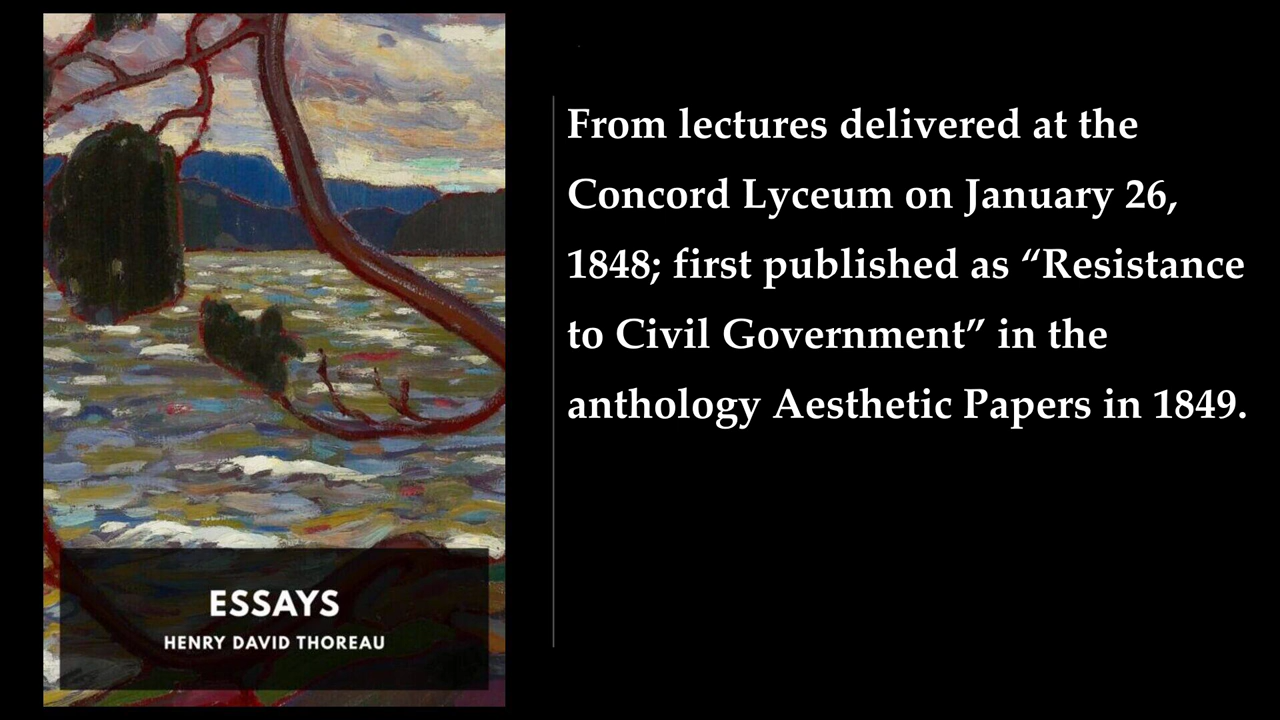 ESSAYS
HENRY DAVID THOREAU
From lectures delivered at the
Concord Lyceum on January 26,
1848; first published as “Resistance
to Civil Government” in the
anthology Aesthetic Papers in 1849.